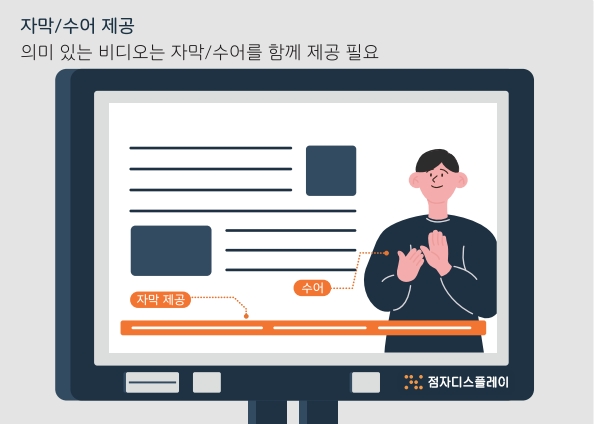 자막/수어 제공
의미 있는 비디오는 자막/수어를 함께 제공 필요
수어
자막 제공
점자디스플레이